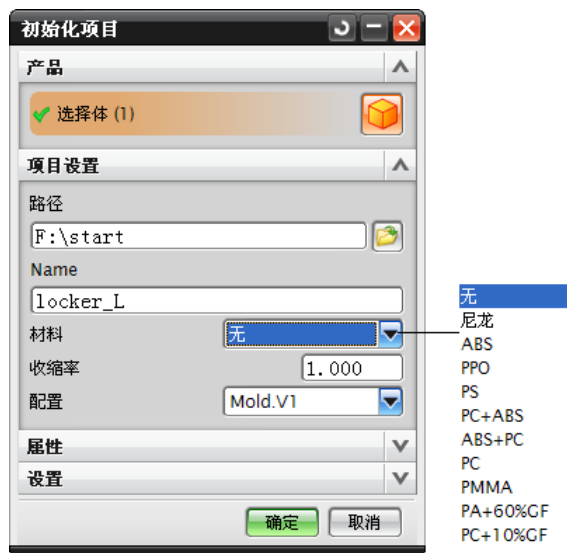 初始化项目
产品
选择体 (1)
项目设置
路径
F:\start
Name
locker_L
材料 无
收缩率 1.000
配置 Mold.V1
属性
设置
确定 取消
无
尼龙
ABS
PPO
PS
PC+ABS
ABS+PC
PC
PMMA
PA+60%GF
PC+10%GF